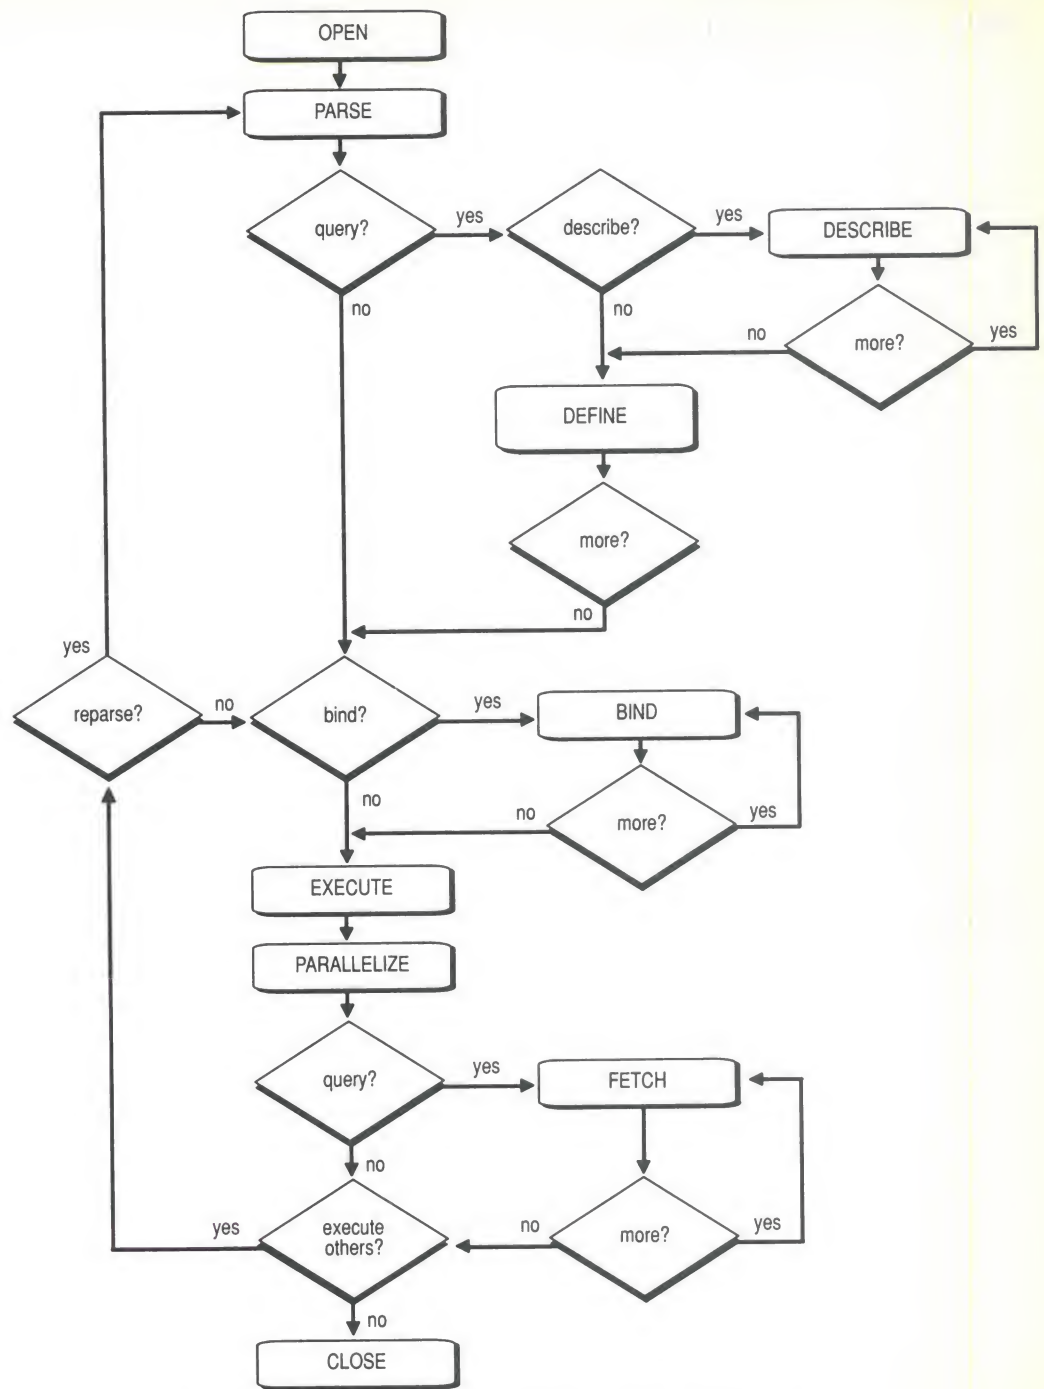 OPEN
PARSE
query?
yes
describe?
yes
DESCRIBE
no
no
no
more?
yes
DEFINE
more?
no
yes
reparse?
no
bind?
yes
BIND
no
no
more?
yes
EXECUTE
PARALLELIZE
query?
yes
FETCH
no
yes
execute
others?
no
more?
yes
no
CLOSE